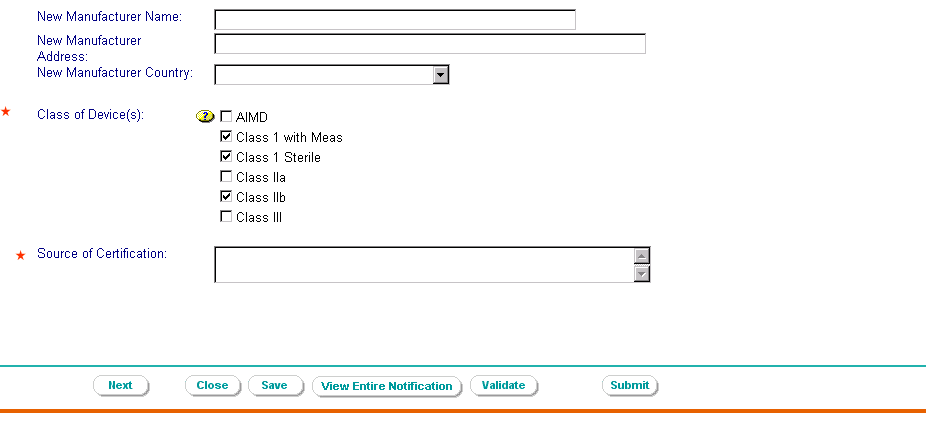 New Manufacturer Name:
New Manufacturer
Address:
New Manufacturer Country:
Class of Device(s): ? AIMD
Class 1 with Meas
Class 1 Sterile
Class IIa
Class IIb
Class III
Source of Certification:
Next Close Save View Entire Notification Validate Submit